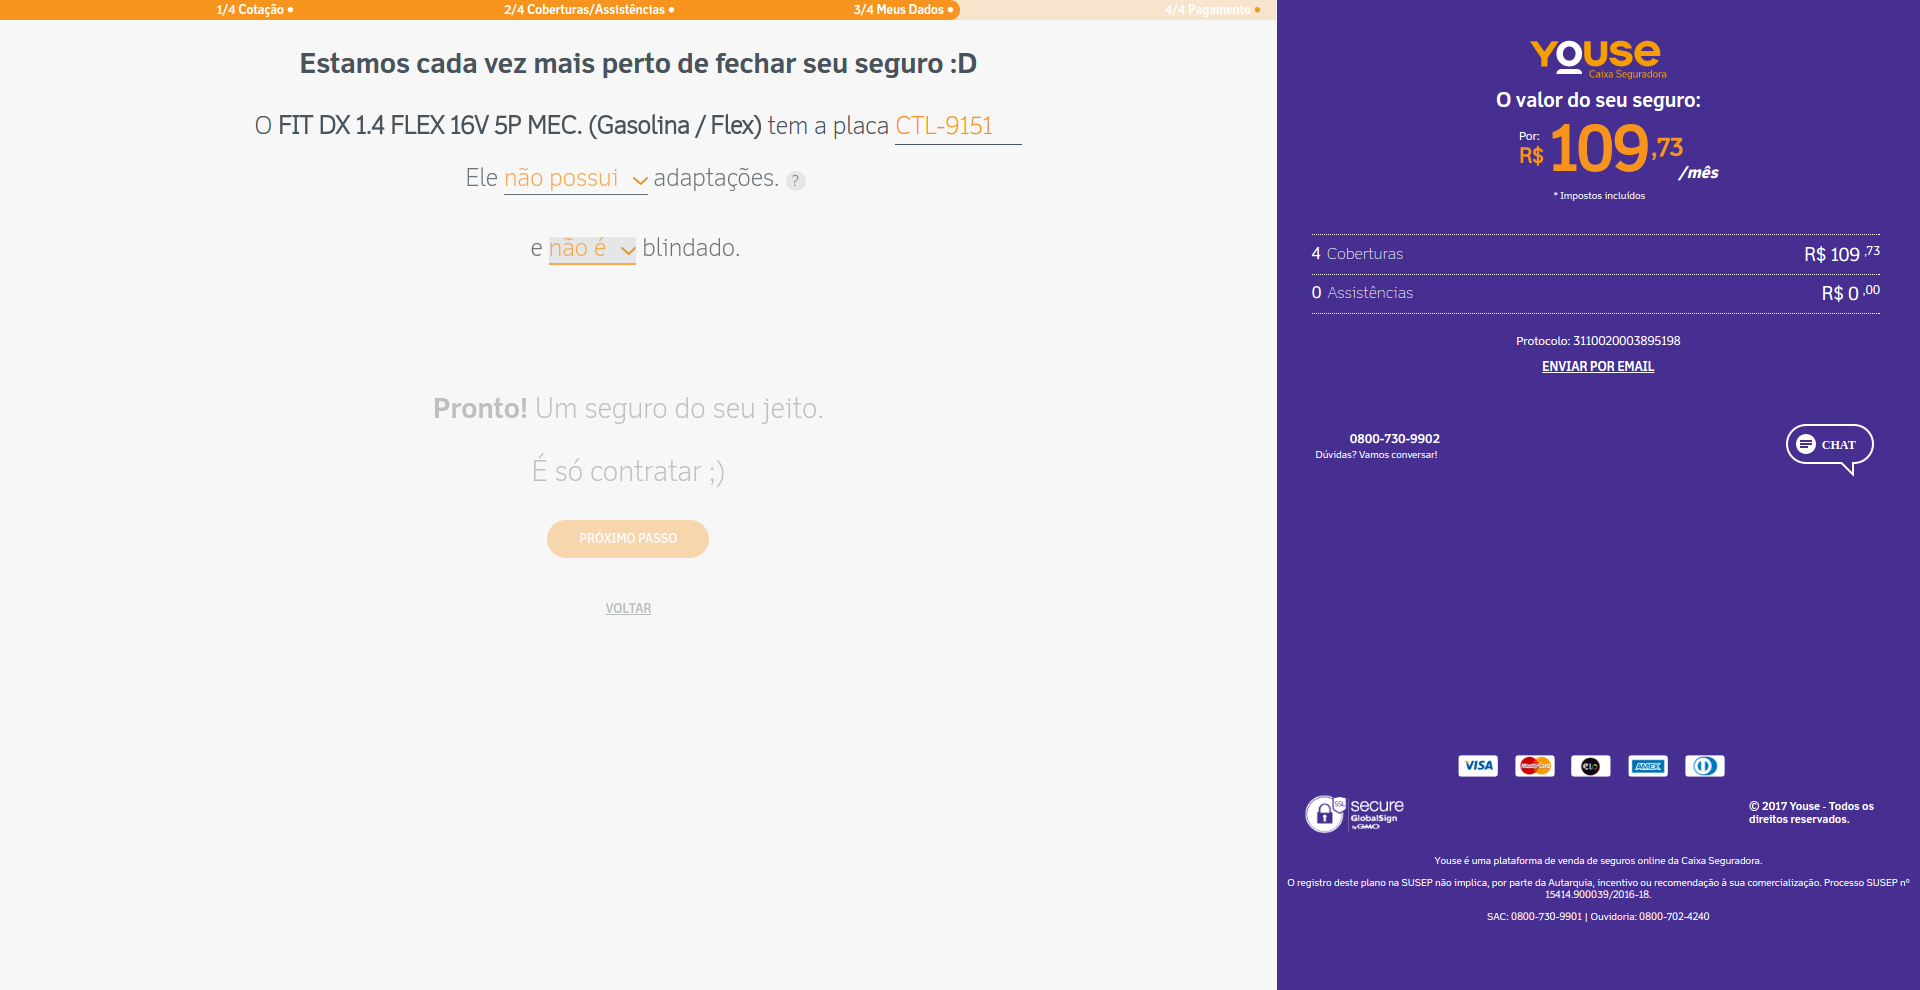 1/4 Cotação
2/4 Coberturas/Assistências
3/4 Meus Dados
4/4 Pagamento
Estamos cada vez mais perto de fechar seu seguro :D
O FIT DX 1.4 FLEX 16V 5P MEC. (Gasolina / Flex) tem a placa CTL-9151
Ele não possui adaptações. ?
e não é blindado.
Pronto! Um seguro do seu jeito.
É só contratar ;)
PRÓXIMO PASSO
VOLTAR
Youse
Caixa Seguradora
O valor do seu seguro:
Por:
R$ 109,73
/mês
* Impostos incluídos
4 Coberturas R$ 109,73
0 Assistências R$ 0,00
Protocolo: 3110020003895198
ENVIAR POR EMAIL
0800-730-9902
Dúvidas? Vamos conversar!
CHAT
VISA MasterCard elo AMEX
SSL secure
GlobalSign
by GMO
© 2017 Youse - Todos os
direitos reservados.
Youse é uma plataforma de venda de seguros online da Caixa Seguradora.
O registro deste plano na SUSEP não implica, por parte da Autarquia, incentivo ou recomendação à sua comercialização. Processo SUSEP nº
15414.900039/2016-18.
SAC: 0800-730-9901 | Ouvidoria: 0800-702-4240